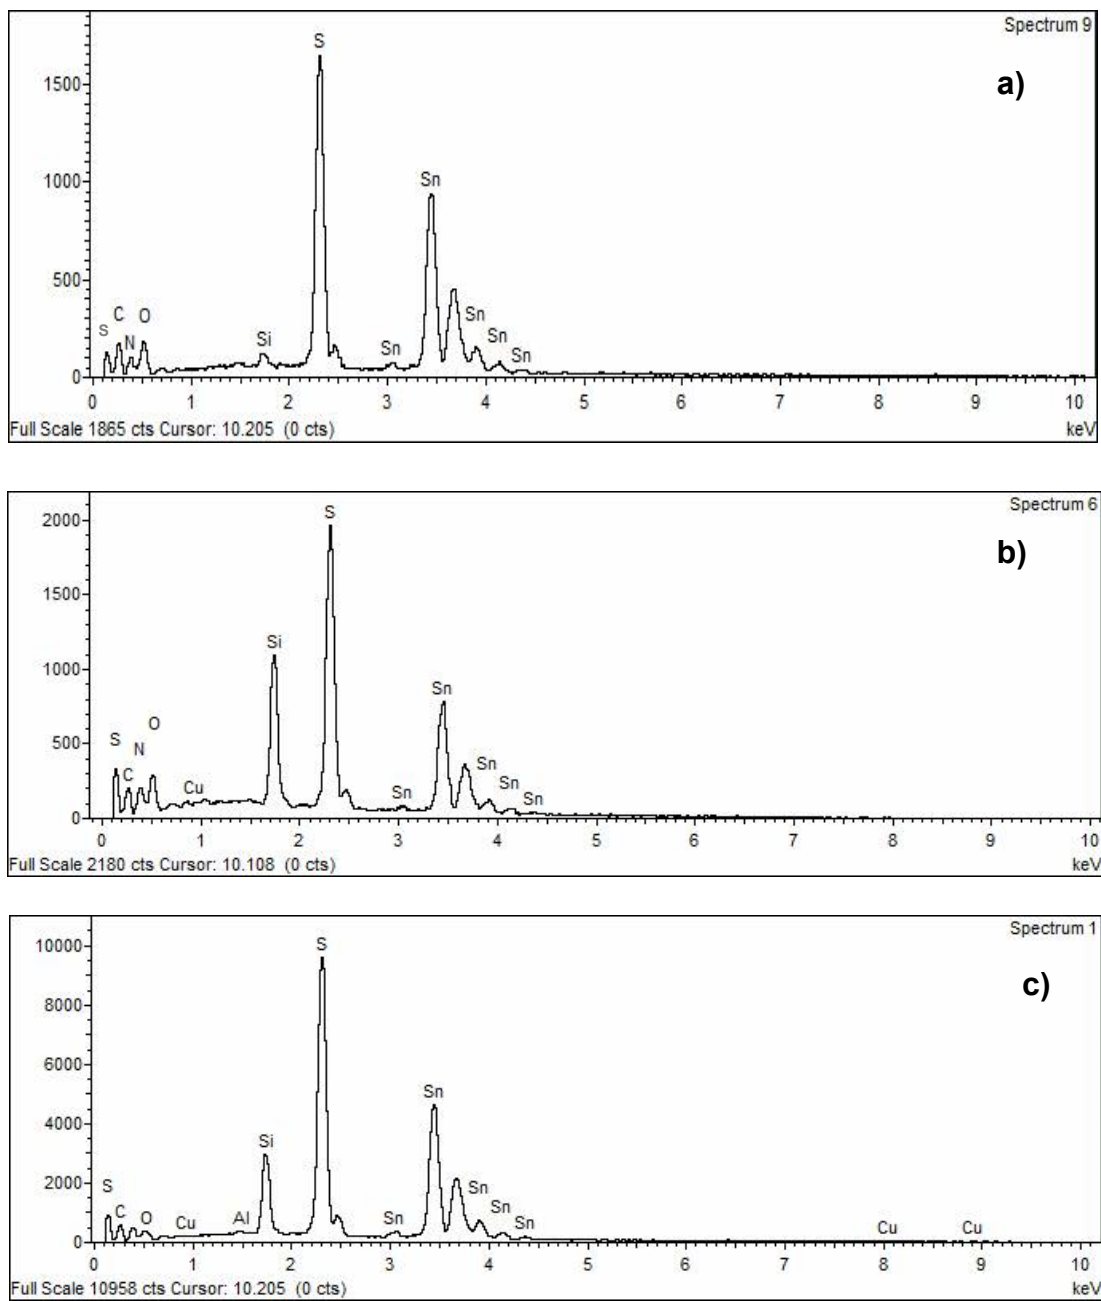 Spectrum 9
a)
S
1500
1000
Sn
500
S C N O Si Sn Sn Sn Sn
0
0 1 2 3 4 5 6 7 8 9 10
Full Scale 1865 cts Cursor: 10.205 (0 cts) keV
Spectrum 6
b)
S
2000
1500
Si
1000
Sn
500
S C N O Cu Sn Sn Sn Sn
0
0 1 2 3 4 5 6 7 8 9 10
Full Scale 2180 cts Cursor: 10.108 (0 cts) keV
Spectrum 1
c)
S
10000
8000
6000
Sn
4000
Si
2000
S C O Cu Al Sn Sn Sn Sn Cu Cu
0
0 1 2 3 4 5 6 7 8 9 10
Full Scale 10958 cts Cursor: 10.205 (0 cts) keV